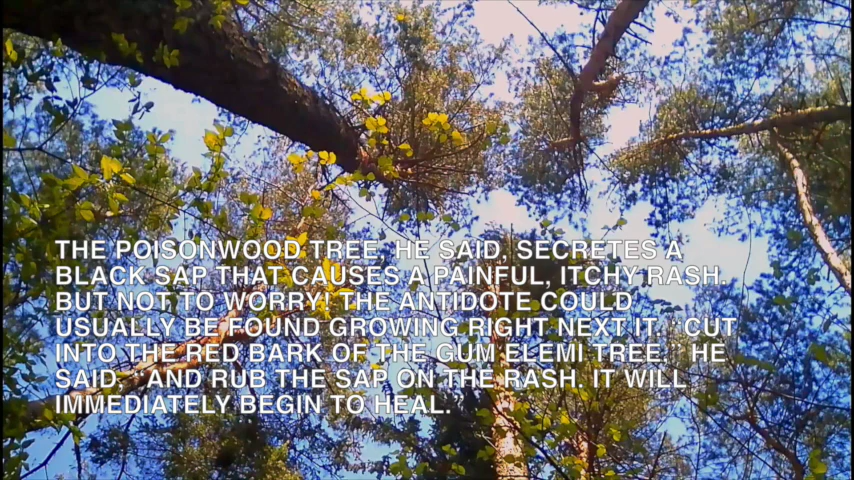 THE POISONWOOD TREE, HE SAID, SECRETES A
BLACK SAP THAT CAUSES A PAINFUL, ITCHY RASH.
BUT NOT TO WORRY! THE ANTIDOTE COULD
USUALLY BE FOUND GROWING RIGHT NEXT IT. "CUT
INTO THE RED BARK OF THE GUM ELEMI TREE," HE
SAID, "AND RUB THE SAP ON THE RASH. IT WILL
IMMEDIATELY BEGIN TO HEAL.